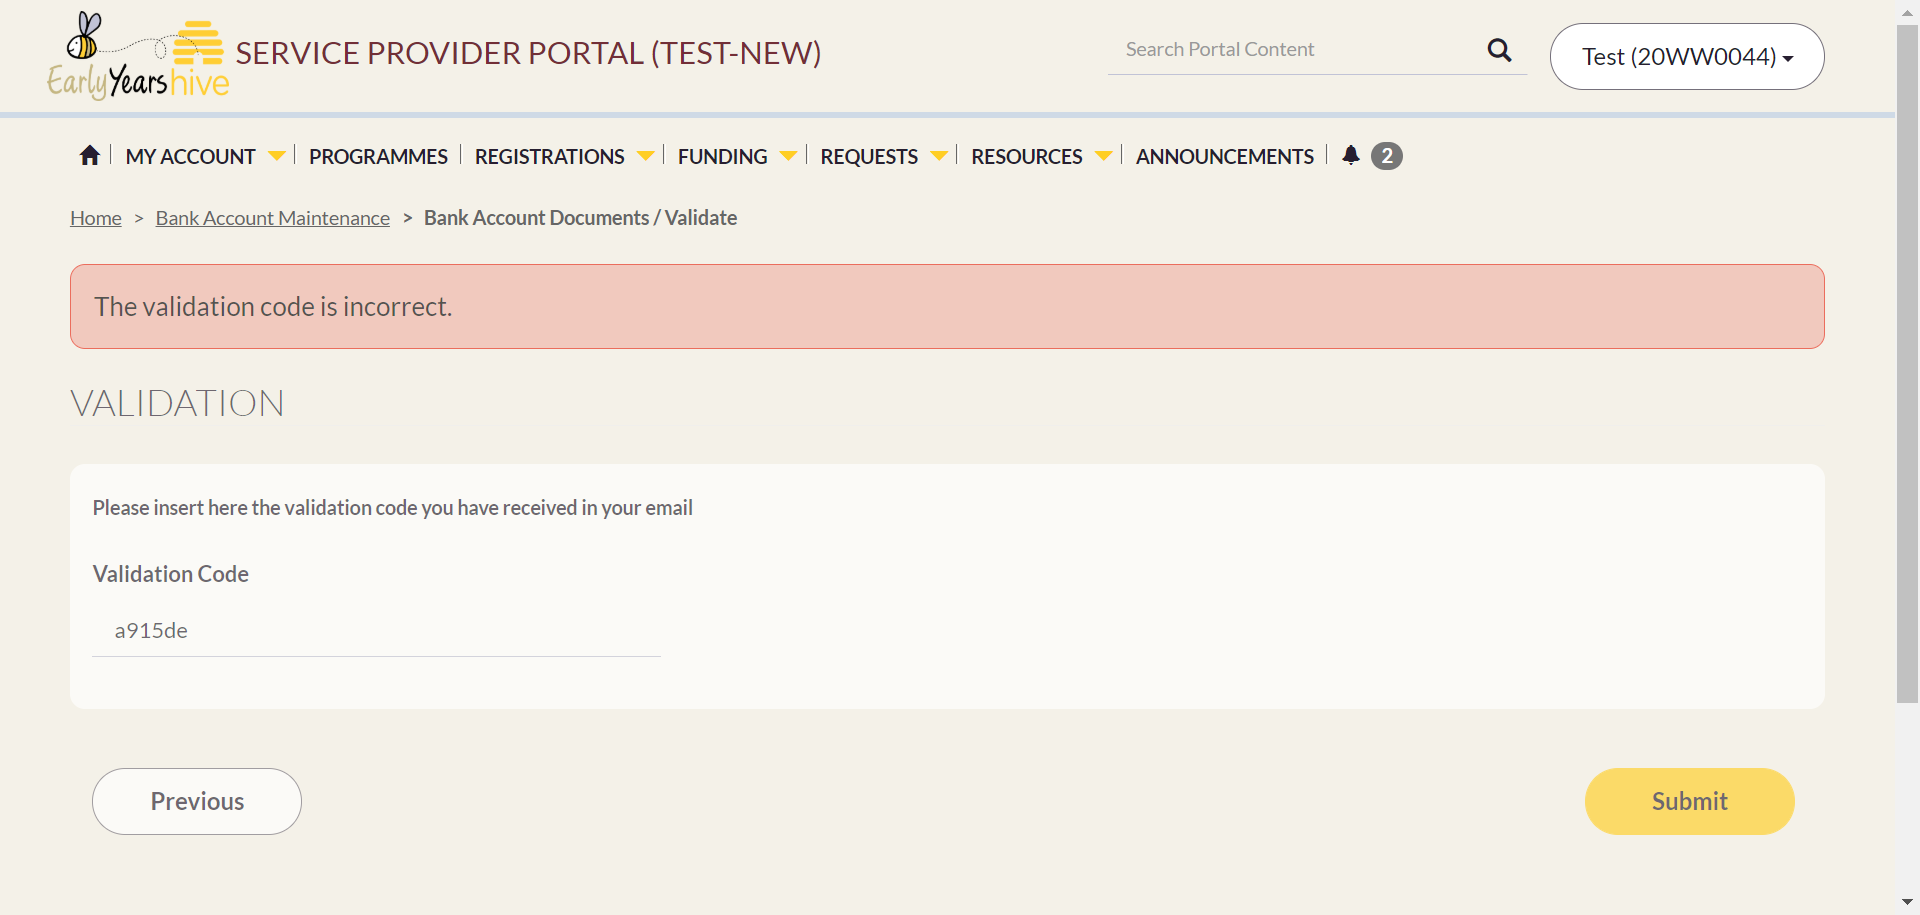 Early Years hive
SERVICE PROVIDER PORTAL (TEST-NEW)
Search Portal Content
Test (20WW0044)
MY ACCOUNT
PROGRAMMES
REGISTRATIONS
FUNDING
REQUESTS
RESOURCES
ANNOUNCEMENTS
2
Home > Bank Account Maintenance > Bank Account Documents / Validate
The validation code is incorrect.
VALIDATION
Please insert here the validation code you have received in your email
Validation Code
a915de
Previous
Submit